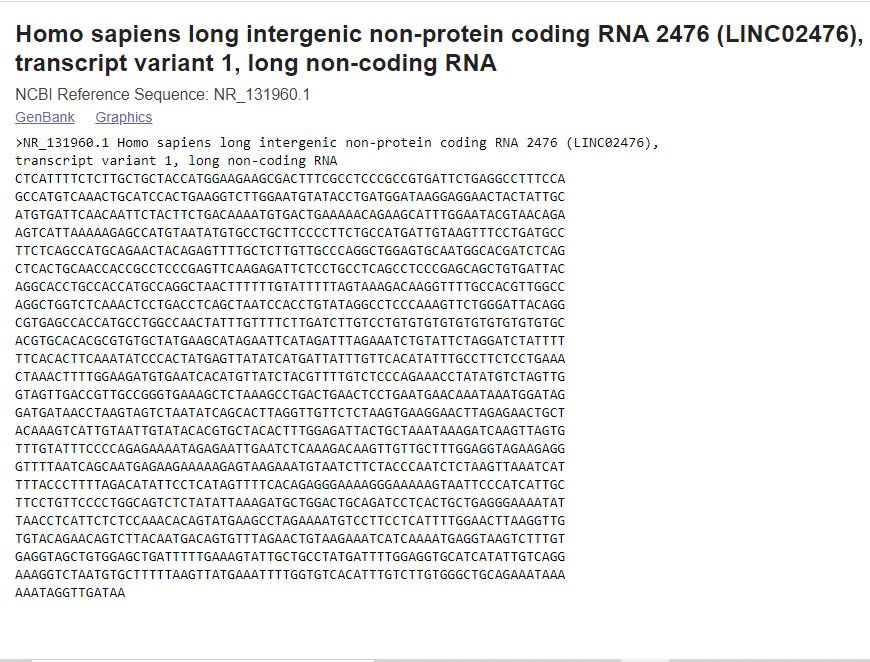 Homo sapiens long intergenic non-protein coding RNA 2476 (LINC02476),
transcript variant 1, long non-coding RNA
NCBI Reference Sequence: NR_131960.1
GenBank Graphics
>NR_131960.1 Homo sapiens long intergenic non-protein coding RNA 2476 (LINC02476),
transcript variant 1, long non-coding RNA
CTCATTTTCTCTTGCTGCTACCATGGAAGAAGCGACTTTCGCCTCCCGCCGTGATTCTGAGGCCTTTCCA
GCCATGTCAAACTGCATCCACTGAAGGTCTTGGAATGTATACCTGATGGATAAGGAGGAACTACTATTGC
ATGTGATTCAACAATTCTACTTCTGACAAAATGTGACTGAAAAACAGAAGCATTTGGAATACGTAACAGA
AGTCATTAAAAAGAGCCATGTAATATGTGCCTGCTTCCCCTTCTGCCATGATTGTAAGTTTCCTGATGCC
TTCTCAGCCATGCAGAACTACAGAGTTTTGCTCTTGTTGCCCAGGCTGGAGTGCAATGGCACGATCTCAG
CTCACTGCAACCACCGCCTCCCGAGTTCAAGAGATTCTCCTGCCTCAGCCTCCCGAGCAGCTGTGATTAC
AGGCACCTGCCACCATGCCAGGCTAACTTTTTTGTATTTTTAGTAAAGACAAGGTTTTGCCACGTTGGCC
AGGCTGGTCTCAAACTCCTGACCTCAGCTAATCCACCTGTATAGGCCTCCCAAAGTTCTGGGATTACAGG
CGTGAGCCACCATGCCTGGCCAACTATTTGTTTTCTTGATCTTGTCCTGTGTGTGTGTGTGTGTGTGTGC
ACGTGCACACGCGTGTGCTATGAAGCATAGAATTCATAGATTTAGAAATCTGTATTCTAGGATCTATTTT
TTCACACTTCAAATATCCCACTATGAGTTATATCATGATTATTTGTTCACATATTTGCCTTCTCCTGAAA
CTAAACTTTTGGAAGATGTGAATCACATGTTATCTACGTTTTGTCTCCCAGAAACCTATATGTCTAGTTG
GTAGTTGACCGTTGCCGGGTGAAAGCTCTAAAGCCTGACTGAACTCCTGAATGAACAAATAAATGGATAG
GATGATAACCTAAGTAGTCTAATATCAGCACTTAGGTTGTTCTCTAAGTGAAGGAACTTAGAGAACTGCT
ACAAAGTCATTGTAATTGTATACACGTGCTACACTTTGGAGATTACTGCTAAATAAAGATCAAGTTAGTG
TTTGTATTTCCCCAGAGAAAATAGAGAATTGAATCTCAAAGACAAGTTGTTGCTTTGGAGGTAGAAGAGG
GTTTTAATCAGCAATGAGAAGAAAAAGAGTAAGAAATGTAATCTTCTACCCAATCTCTAAGTTAAATCAT
TTTACCCTTTTAGACATATTCCTCATAGTTTTCACAGAGGGAAAAGGGAAAAAGTAATTCCCATCATTGC
TTCCTGTTCCCCTGGCAGTCTCTATATTAAAGATGCTGGACTGCAGATCCTCACTGCTGAGGGAAAATAT
TAACCTCATTCTCTCCAAACACAGTATGAAGCCTAGAAAATGTCCTTCCTCATTTTGGAACTTAAGGTTG
TGTACAGAACAGTCTTACAATGACAGTGTTTAGAACTGTAAGAAATCATCAAAATGAGGTAAGTCTTTGT
GAGGTAGCTGTGGAGCTGATTTTTGAAAGTATTGCTGCCTATGATTTTGGAGGTGCATCATATTGTCAGG
AAAGGTCTAATGTGCTTTTTAAGTTATGAAATTTTGGTGTCACATTTGTCTTGTGGGCTGCAGAAATAAA
AAATAGGTTGATAA